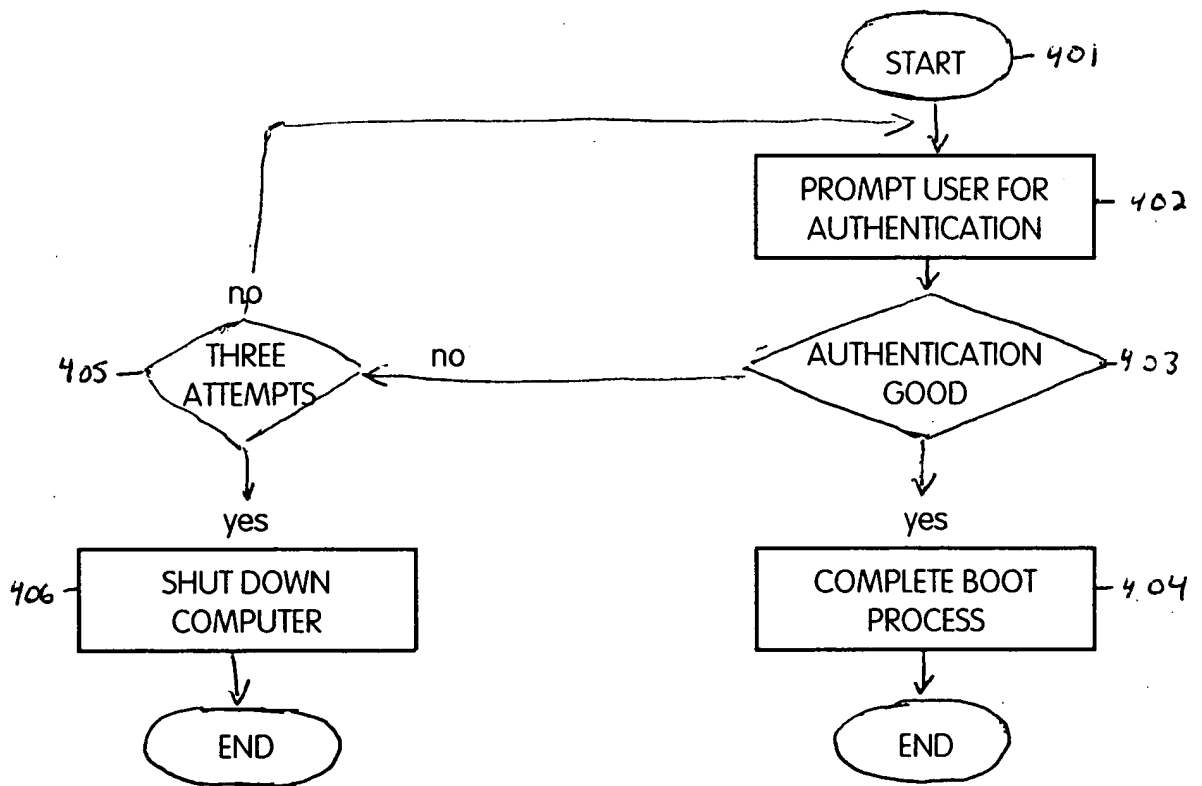 START
401
PROMPT USER FOR
AUTHENTICATION
402
no
THREE
ATTEMPTS
405
no
AUTHENTICATION
GOOD
403
yes
yes
SHUT DOWN
COMPUTER
406
COMPLETE BOOT
PROCESS
404
END
END